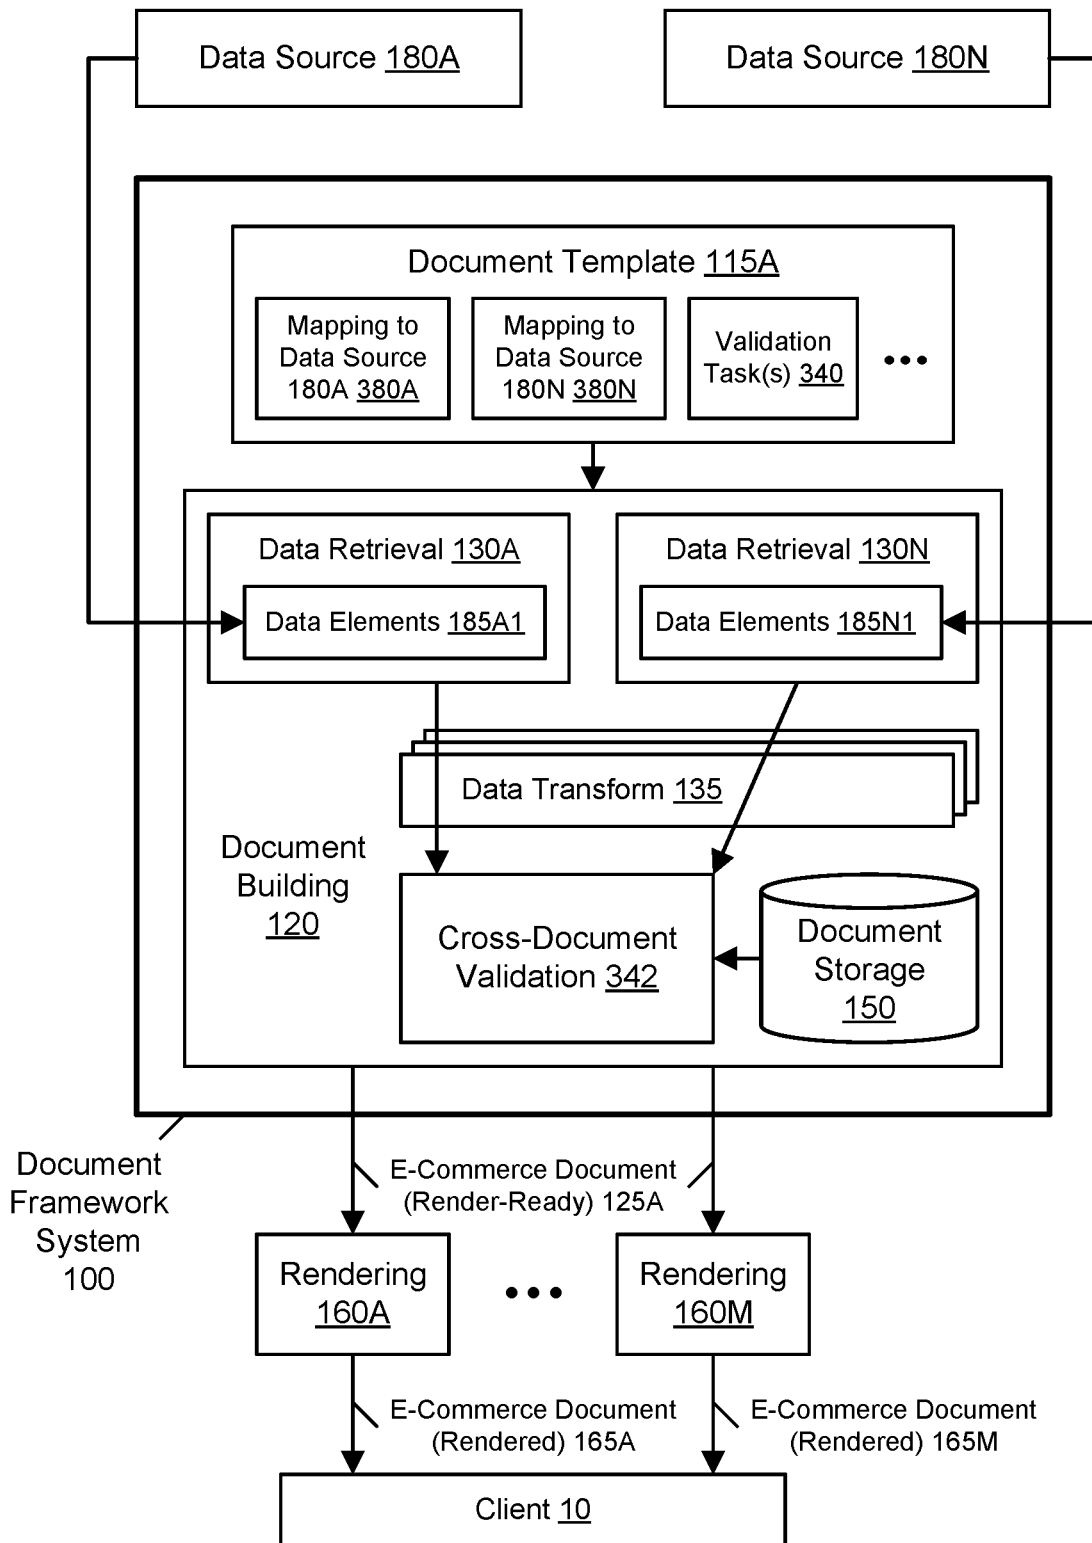 Data Source 180A
Data Source 180N
Document Template 115A
Mapping to
Data Source
180A 380A
Mapping to
Data Source
180N 380N
Validation
Task(s) 340
Data Retrieval 130A
Data Elements 185A1
Data Retrieval 130N
Data Elements 185N1
Data Transform 135
Document
Building
120
Cross-Document
Validation 342
Document
Storage
150
Document
Framework
System
100
E-Commerce Document
(Render-Ready) 125A
Rendering
160A
Rendering
160M
E-Commerce Document
(Rendered) 165A
E-Commerce Document
(Rendered) 165M
Client 10